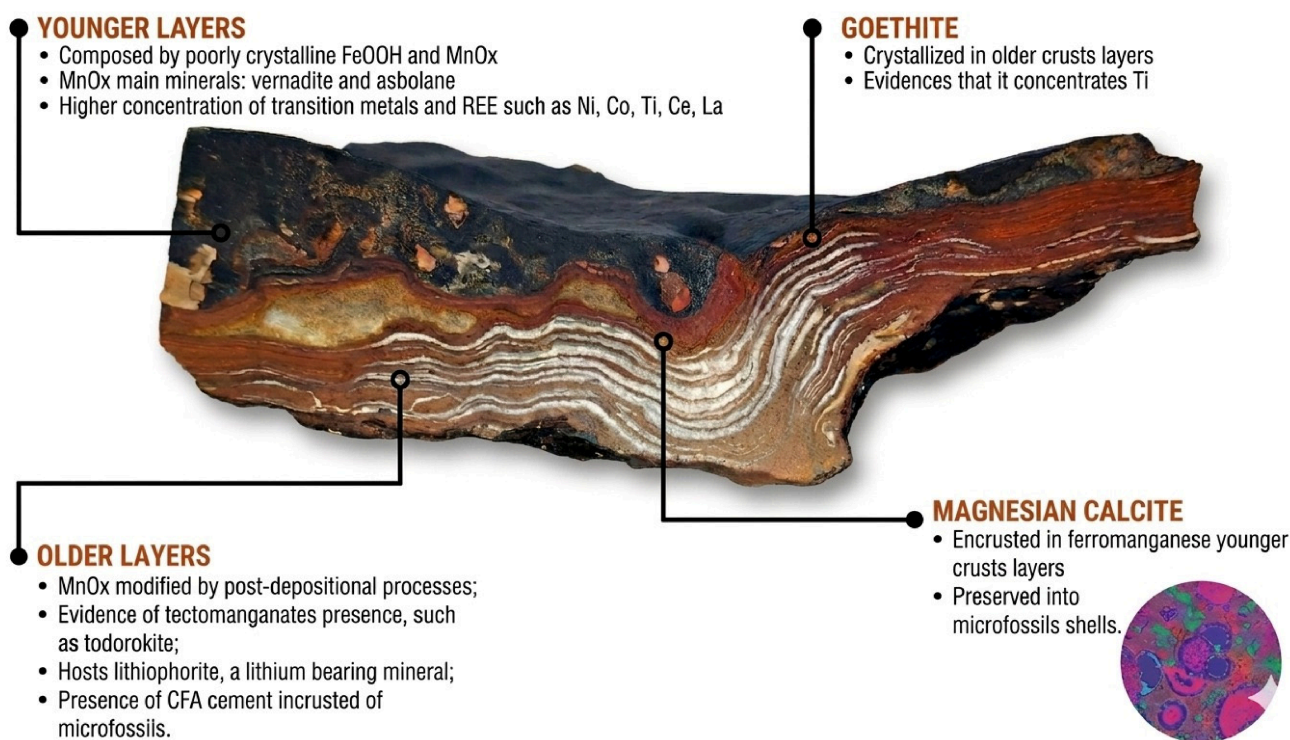 YOUNGER LAYERS
• Composed by poorly crystalline FeOOH and MnOx
• MnOx main minerals: vernadite and asbolane
• Higher concentration of transition metals and REE such as Ni, Co, Ti, Ce, La
GOETHITE
• Crystallized in older crusts layers
• Evidences that it concentrates Ti
OLDER LAYERS
• MnOx modified by post-depositional processes;
• Evidence of tectomanganates presence, such
as todorokite;
• Hosts lithiophorite, a lithium bearing mineral;
• Presence of CFA cement incrusted of
microfossils.
MAGNESIAN CALCITE
• Encrusted in ferromanganese younger
crusts layers
• Preserved into
microfossils shells.